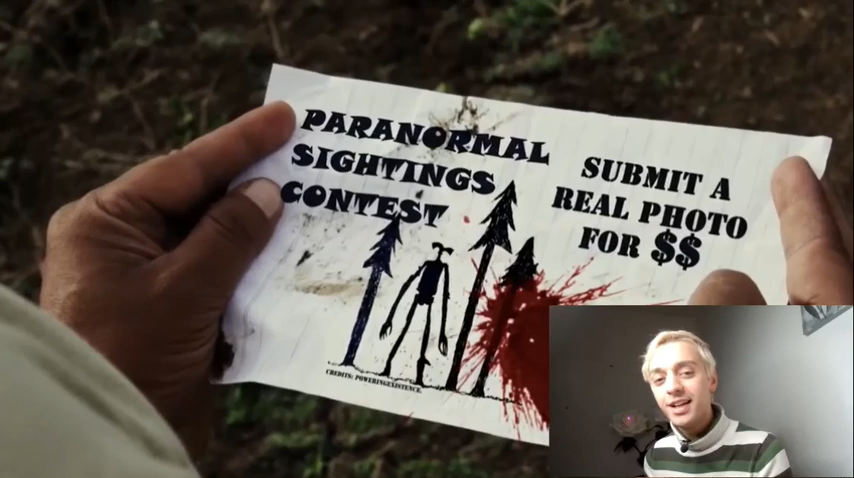 PARANORMAL
SIGHTINGS
CONTEST
SUBMIT A
REAL PHOTO
FOR $$
CREDITS: POWERINGEXISTENCE.